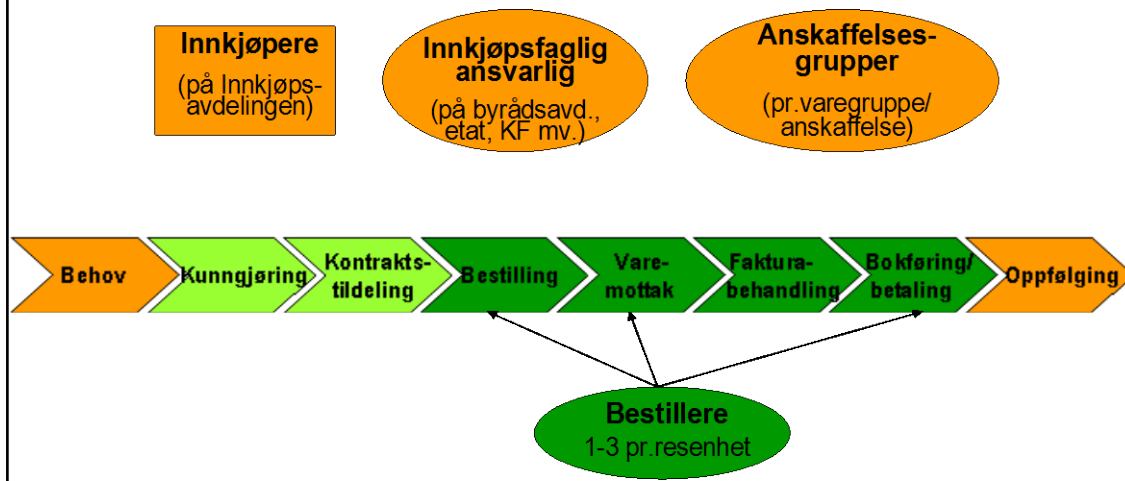 Innkjøpere
(på Innkjøps-
avdelingen)
Innkjøpsfaglig
ansvarlig
(på byrådsavd.,
etat, KF mv.)
Anskaffelses-
grupper
(pr.varegruppe/
anskaffelse)
Behov
Kunngjøring
Kontrakts-
tildeling
Bestilling
Vare-
mottak
Faktura-
behandling
Bokføring/
betaling
Oppfølging
Bestillere
1-3 pr.resenhet